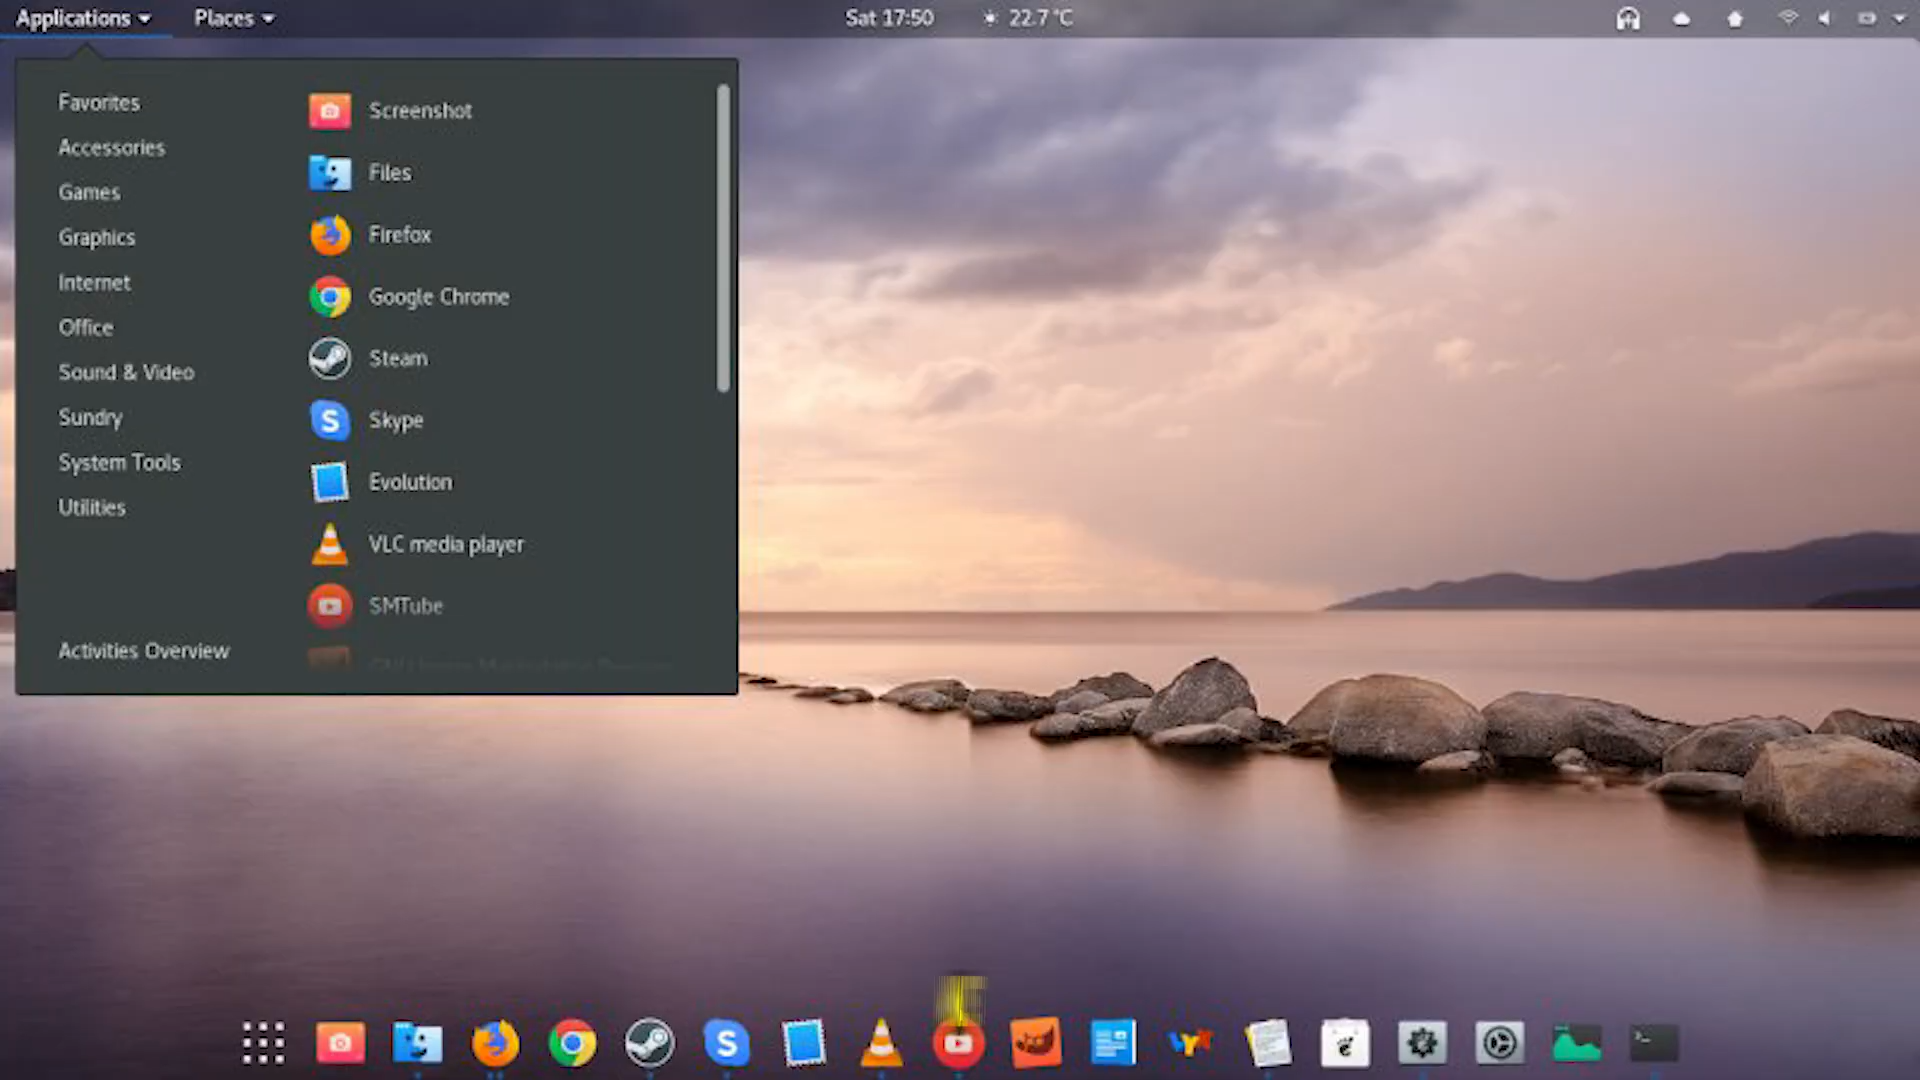 Applications Places Sat 17:50 22.7 °C
Favorites
Accessories
Games
Graphics
Internet
Office
Sound & Video
Sundry
System Tools
Utilities
Activities Overview
Screenshot
Files
Firefox
Google Chrome
Steam
Skype
Evolution
VLC media player
SMTube